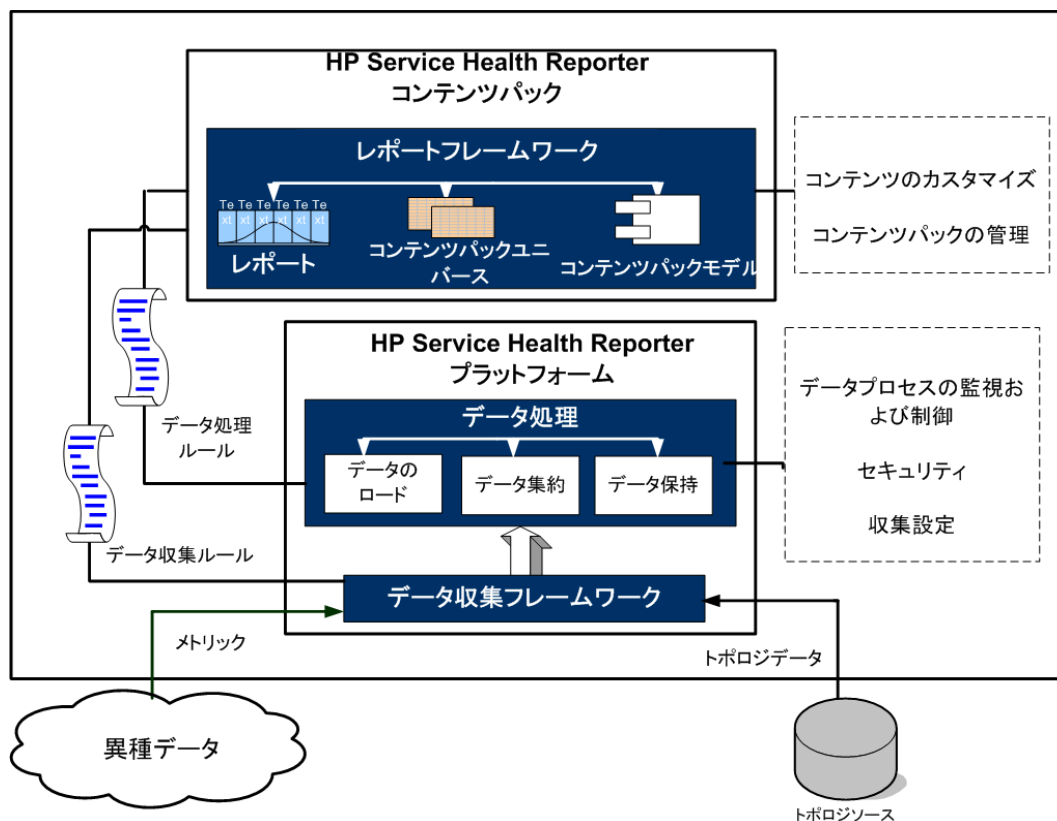 HP Service Health Reporter
コンテンツパック
レポートフレームワーク
Te Te Te Te Te Te
xt xt xt xt xt xt
レポート
コンテンツパックユニ
バース
コンテンツパックモデル
コンテンツのカスタマイズ
コンテンツパックの管理
HP Service Health Reporter
プラットフォーム
データ処理
データの
ロード
データ集約
データ保持
データプロセスの監視お
よび制御
セキュリティ
収集設定
データ処理
ルール
データ収集ルール
データ収集フレームワーク
メトリック
トポロジデータ
異種データ
トポロジソース